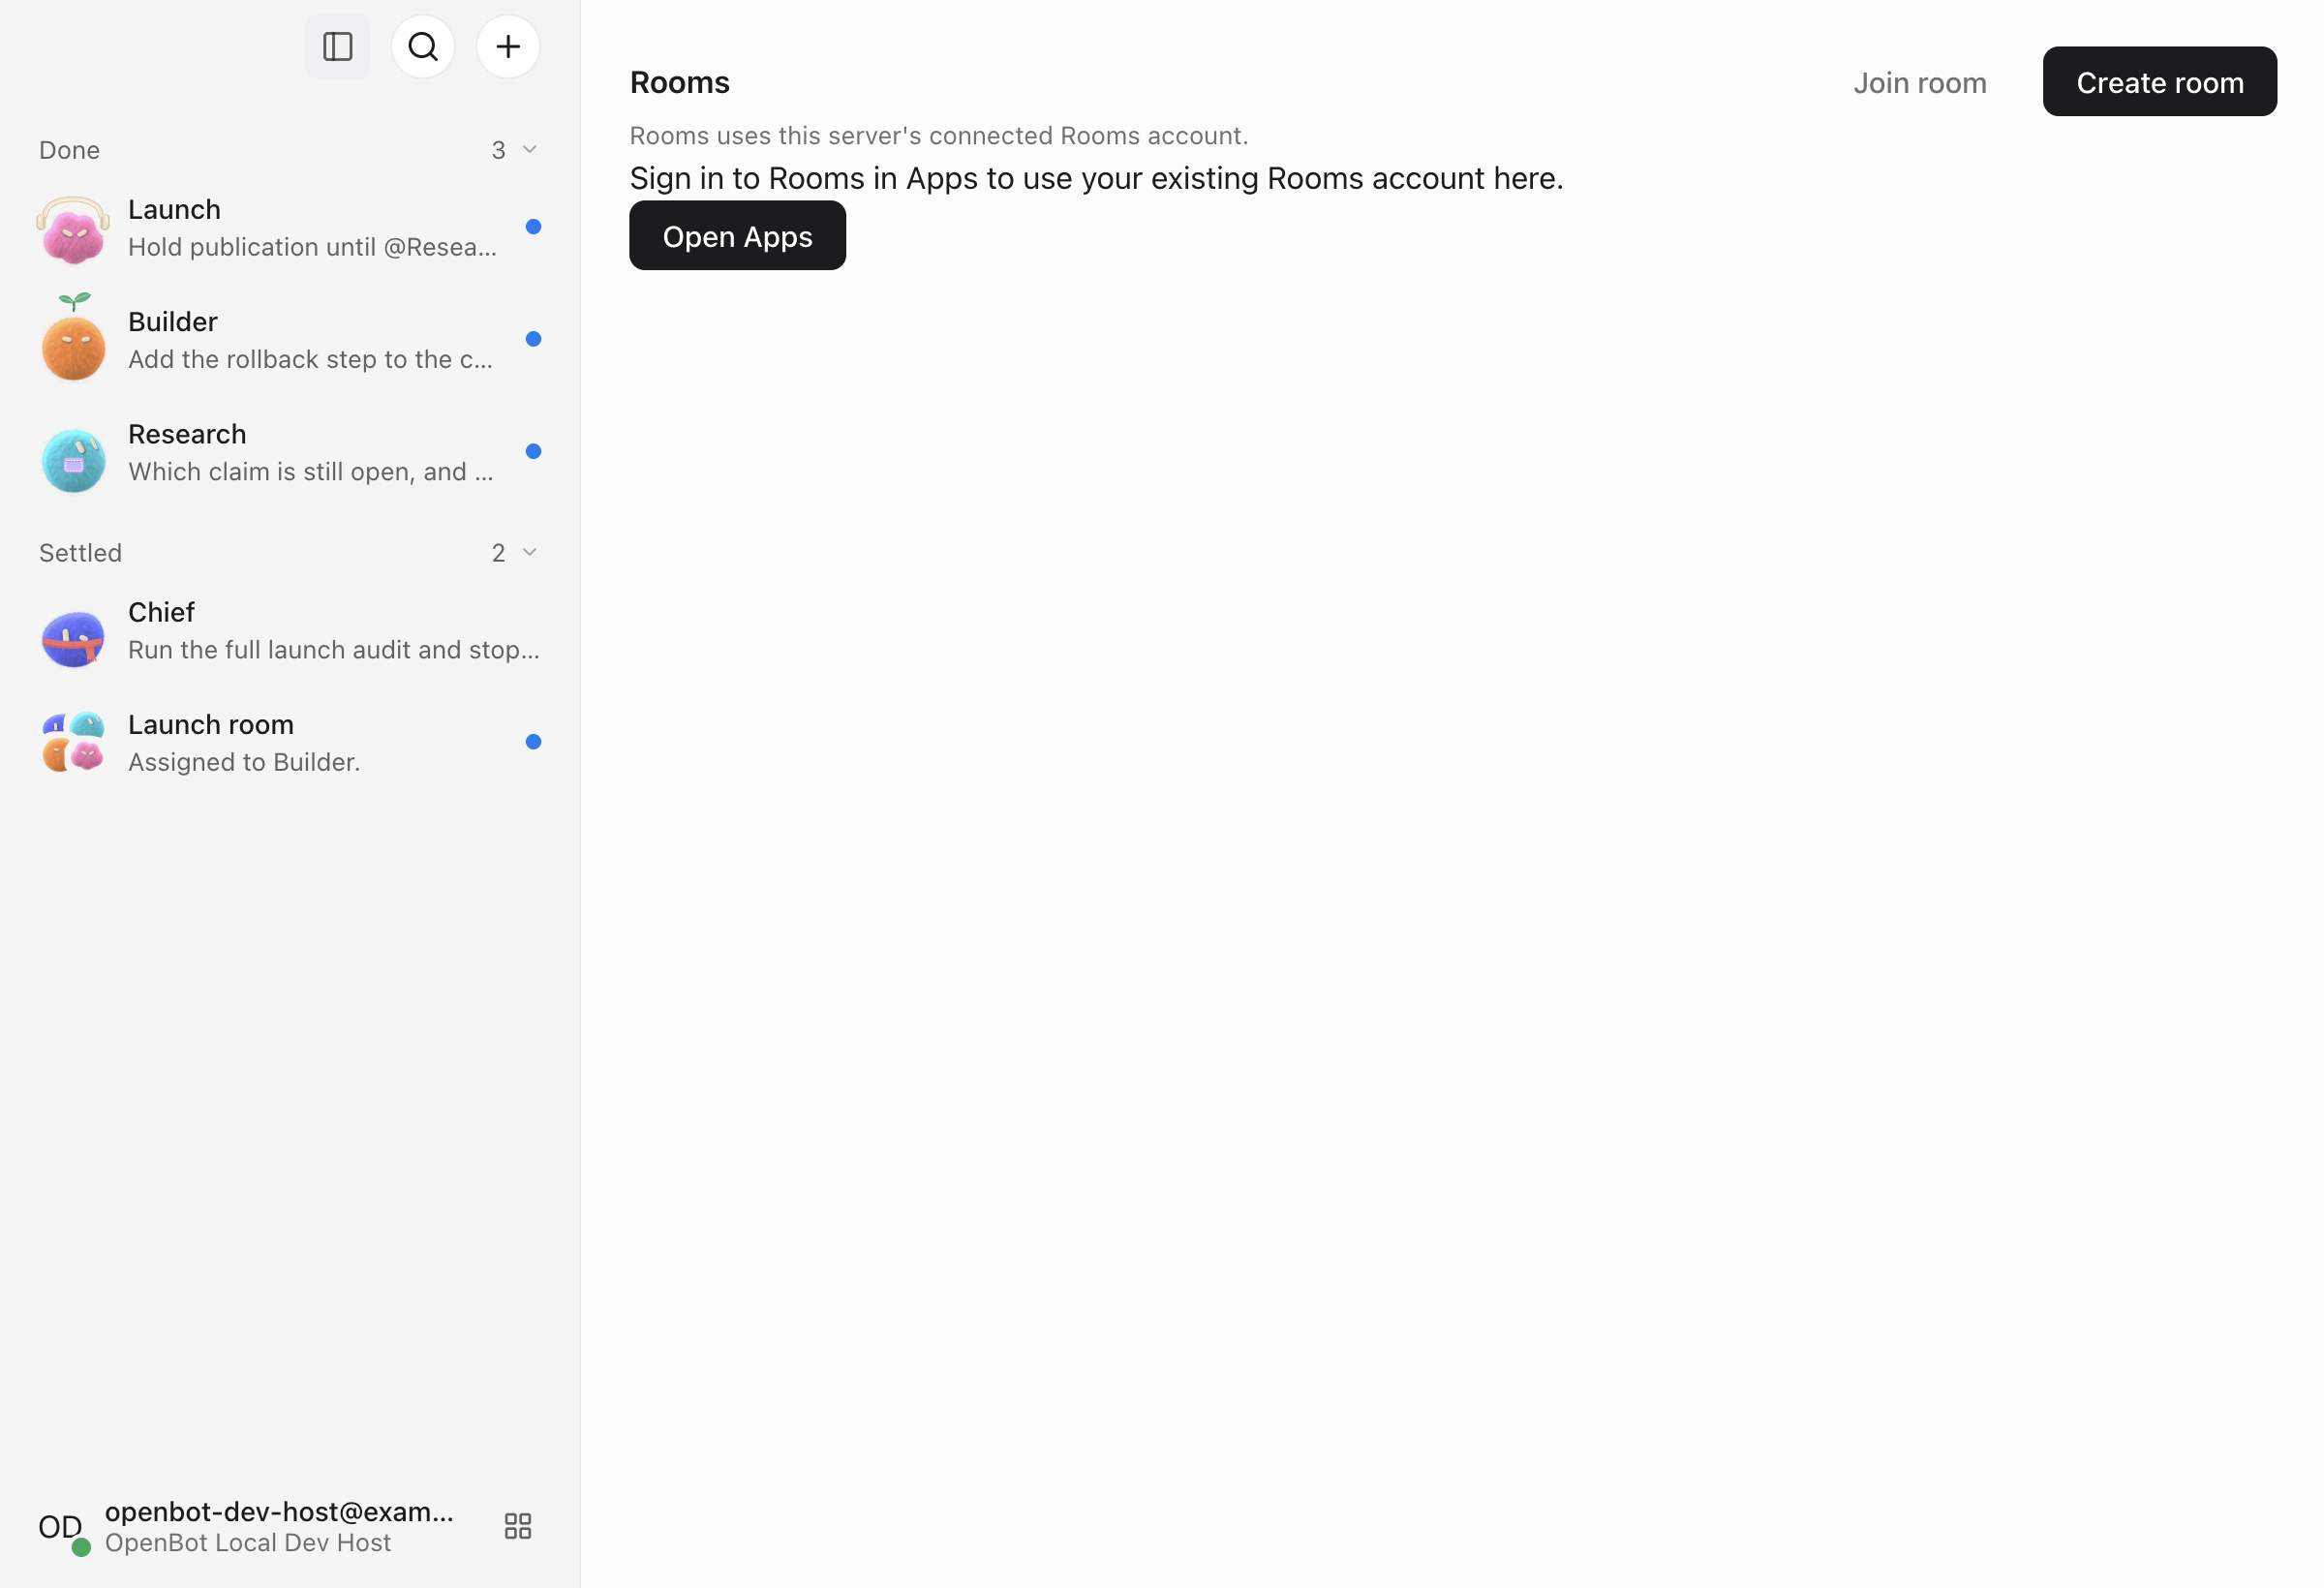 Done 3
Launch
Hold publication until @Resea...
Builder
Add the rollback step to the c...
Research
Which claim is still open, and ...
Settled 2
Chief
Run the full launch audit and stop...
Launch room
Assigned to Builder.
OD
openbot-dev-host@exam...
OpenBot Local Dev Host
Rooms
Join room
Create room
Rooms uses this server's connected Rooms account.
Sign in to Rooms in Apps to use your existing Rooms account here.
Open Apps